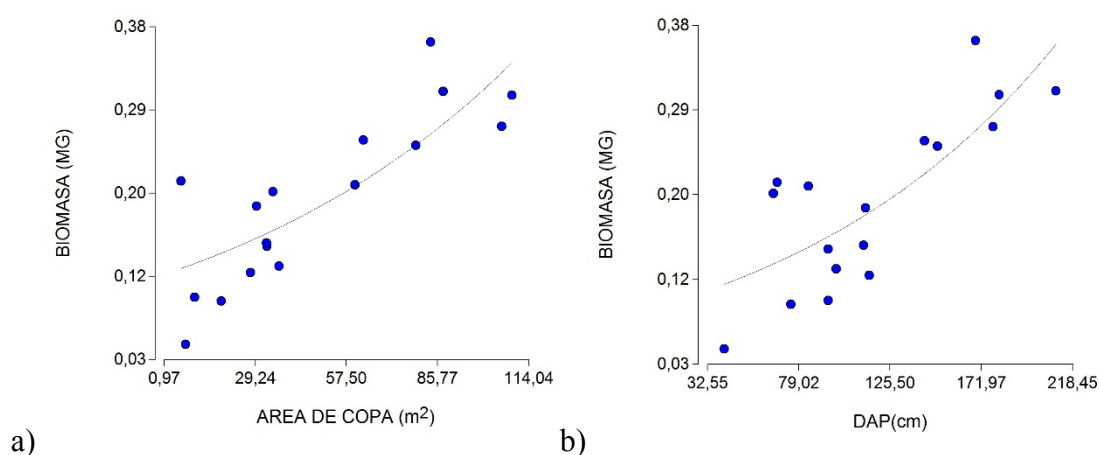 0,38
0,29
0,20
0,12
0,03
BIOMASA (MG)
0,97 29,24 57,50 85,77 114,04
AREA DE COPA (m²)
a)
0,38
0,29
0,20
0,12
0,03
BIOMASA (MG)
32,55 79,02 125,50 171,97 218,45
DAP(cm)
b)